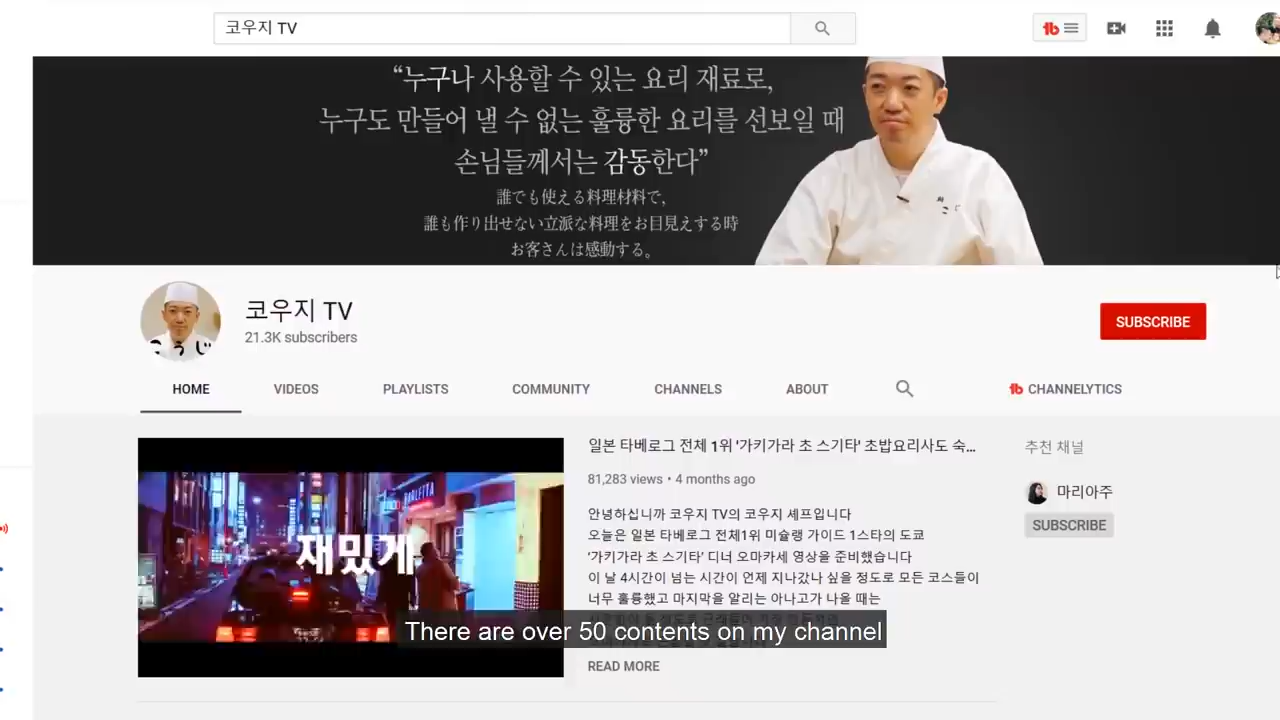 코우지 TV
“누구나 사용할 수 있는 요리 재료로,
누구도 만들어 낼 수 없는 훌륭한 요리를 선보일 때
손님들께서는 감동한다”
誰でも使える料理材料で,
誰も作り出せない立派な料理をお目見えする時
お客さんは感動する。
こうじ
코우지 TV
21.3K subscribers
SUBSCRIBE
HOME VIDEOS PLAYLISTS COMMUNITY CHANNELS ABOUT CHANNELYTICS
재밌게
일본 타베로그 전체 1위 '가키가라 초 스기타' 초밥요리사도 숙...
81,283 views • 4 months ago
안녕하십니까 코우지 TV의 코우지 셰프입니다
오늘은 일본 타베로그 전체1위 미슐랭 가이드 1스타의 도쿄
‘가키가라 초 스기타’ 디너 오마카세 영상을 준비했습니다
이 날 4시간이 넘는 시간이 언제 지나갔나 싶을 정도로 모든 코스들이
너무 훌륭했고 마지막을 알리는 아나고가 나올 때는
READ MORE
추천 채널
마리아주
SUBSCRIBE
There are over 50 contents on my channel